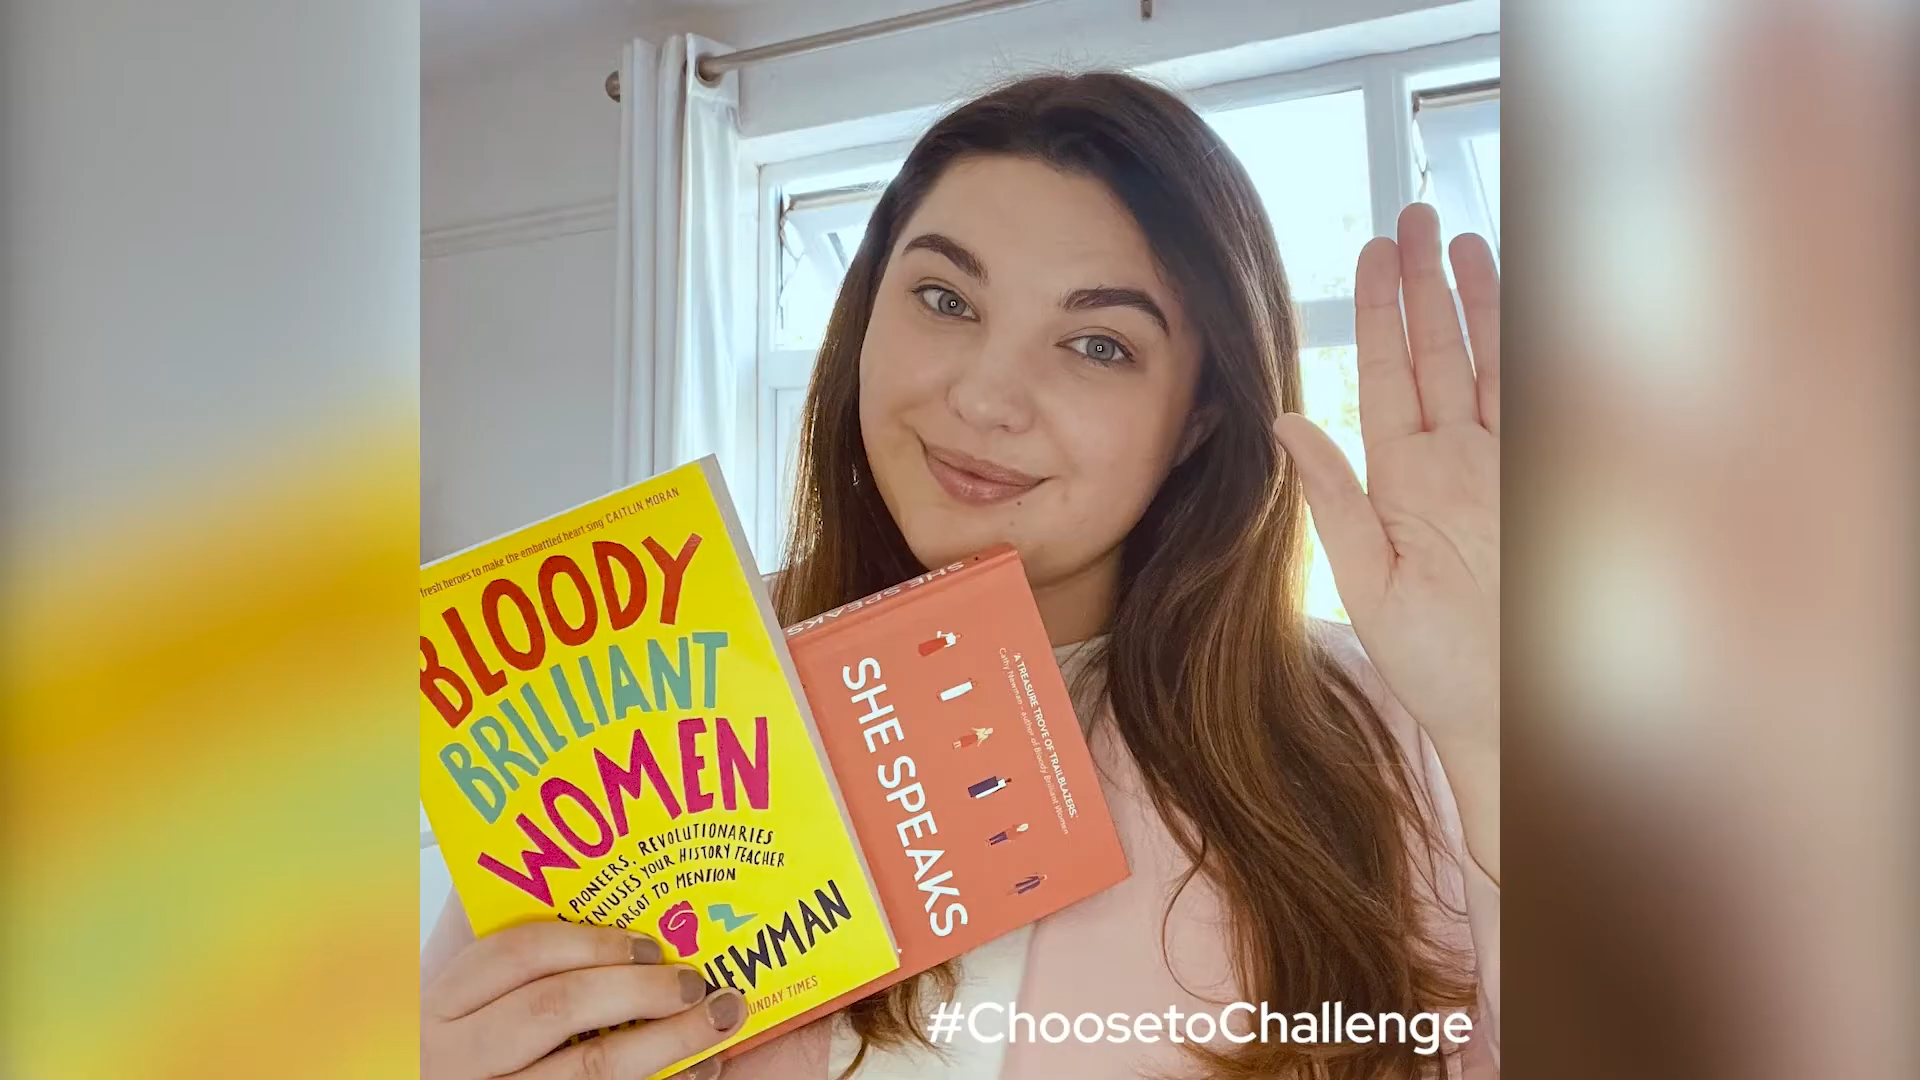 fresh heroes to make the embattled heart sing' CAITLIN MORAN
BLOODY
BRILLIANT
WOMEN
PIONEERS, REVOLUTIONARIES
GENIUSES YOUR HISTORY TEACHER
FORGOT TO MENTION
NEWMAN
SUNDAY TIMES
SHE SPEAKS
SHE SPEAKS
'A TREASURE TROVE OF TRAILBLAZERS.'
Cathy Newman – author of Bloody Brilliant Women
#ChoosetoChallenge